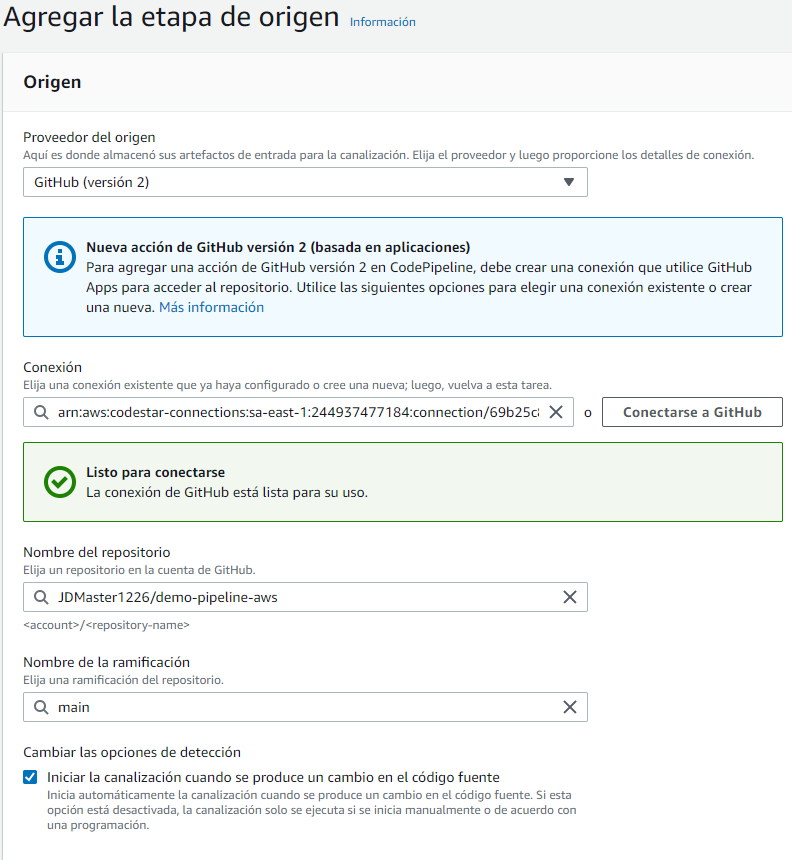 Agregar la etapa de origen Información
Origen
Proveedor del origen
Aquí es donde almacenó sus artefactos de entrada para la canalización. Elija el proveedor y luego proporcione los detalles de conexión.
GitHub (versión 2)
Nueva acción de GitHub versión 2 (basada en aplicaciones)
Para agregar una acción de GitHub versión 2 en CodePipeline, debe crear una conexión que utilice GitHub
Apps para acceder al repositorio. Utilice las siguientes opciones para elegir una conexión existente o crear
una nueva. Más información
Conexión
Elija una conexión existente que ya haya configurado o cree una nueva; luego, vuelva a esta tarea.
arn:aws:codestar-connections:sa-east-1:244937477184:connection/69b25c8 o Conectarse a GitHub
Listo para conectarse
La conexión de GitHub está lista para su uso.
Nombre del repositorio
Elija un repositorio en la cuenta de GitHub.
JDMaster1226/demo-pipeline-aws
<account>/<repository-name>
Nombre de la ramificación
Elija una ramificación del repositorio.
main
Cambiar las opciones de detección
Iniciar la canalización cuando se produce un cambio en el código fuente
Inicia automáticamente la canalización cuando se produce un cambio en el código fuente. Si esta
opción está desactivada, la canalización solo se ejecuta si se inicia manualmente o de acuerdo con
una programación.